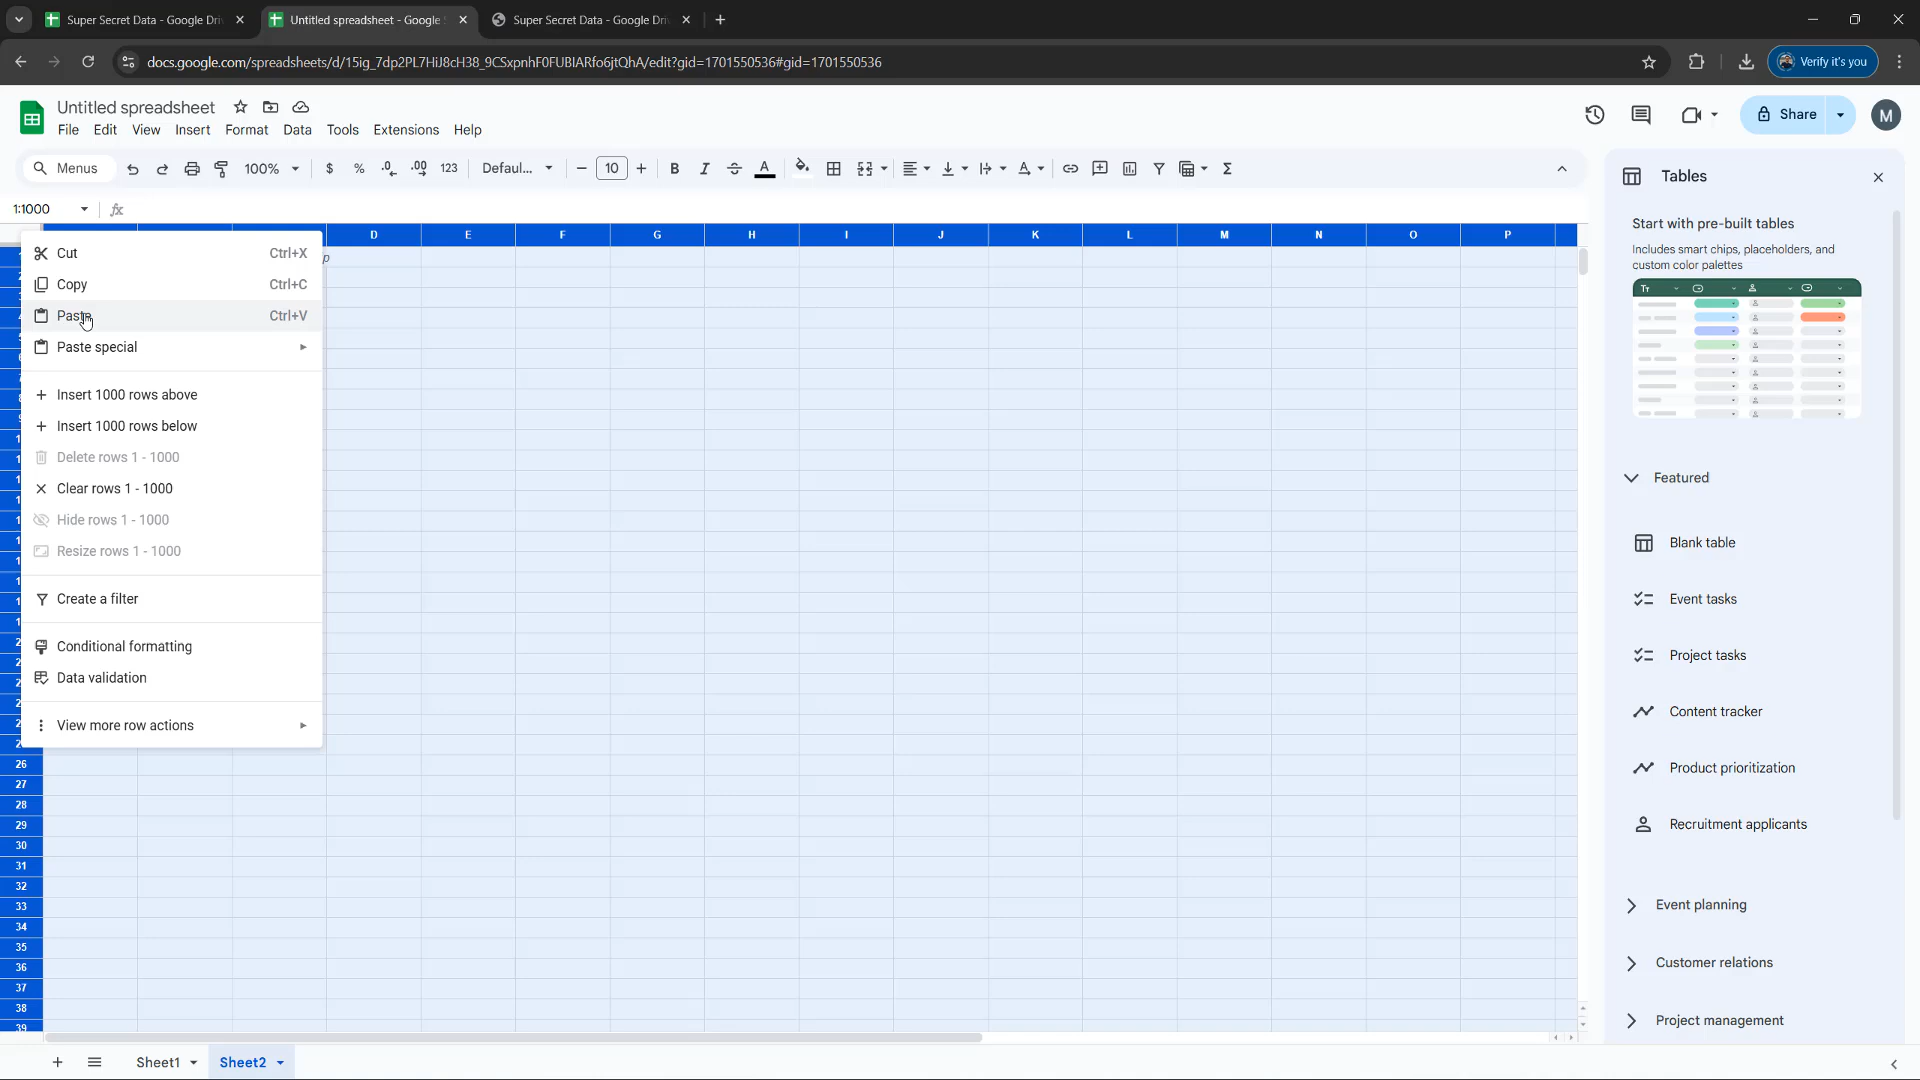 Super Secret Data - Google Dri
Untitled spreadsheet - Google S
Super Secret Data - Google Dri
docs.google.com/spreadsheets/d/15ig_7dp2PL7HiJ8cH38_9CSxpnhF0FUBlARfo6jtQhA/edit?gid=1701550536#gid=1701550536
Verify it's you
Untitled spreadsheet
File Edit View Insert Format Data Tools Extensions Help
Share
M
Menus
100%
$ % .0 .00 123
Defaul...
10
B I
A
1:1000
fx
D E F G H I J K L M N O P
p
Cut Ctrl+X
Copy Ctrl+C
Paste Ctrl+V
Paste special
Insert 1000 rows above
Insert 1000 rows below
Delete rows 1 - 1000
Clear rows 1 - 1000
Hide rows 1 - 1000
Resize rows 1 - 1000
Create a filter
Conditional formatting
Data validation
View more row actions
26
27
28
29
30
31
32
33
34
35
36
37
38
39
Tables
Start with pre-built tables
Includes smart chips, placeholders, and
custom color palettes
Tт
Featured
Blank table
Event tasks
Project tasks
Content tracker
Product prioritization
Recruitment applicants
Event planning
Customer relations
Project management
Sheet1
Sheet2